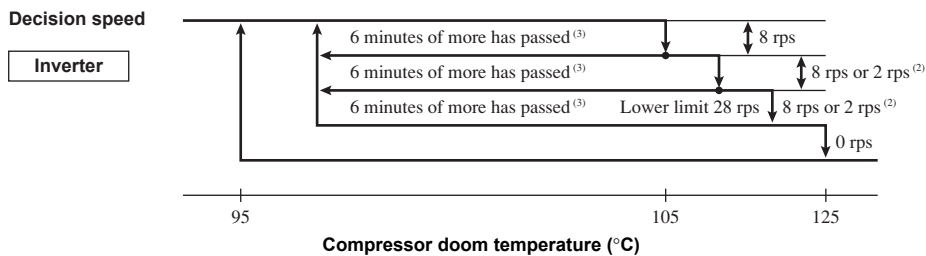 Decision speed
Inverter
6 minutes of more has passed (3)
8 rps
6 minutes of more has passed (3)
8 rps or 2 rps (2)
6 minutes of more has passed (3)
Lower limit 28 rps
8 rps or 2 rps (2)
0 rps
95
105
125
Compressor doom temperature (°C)